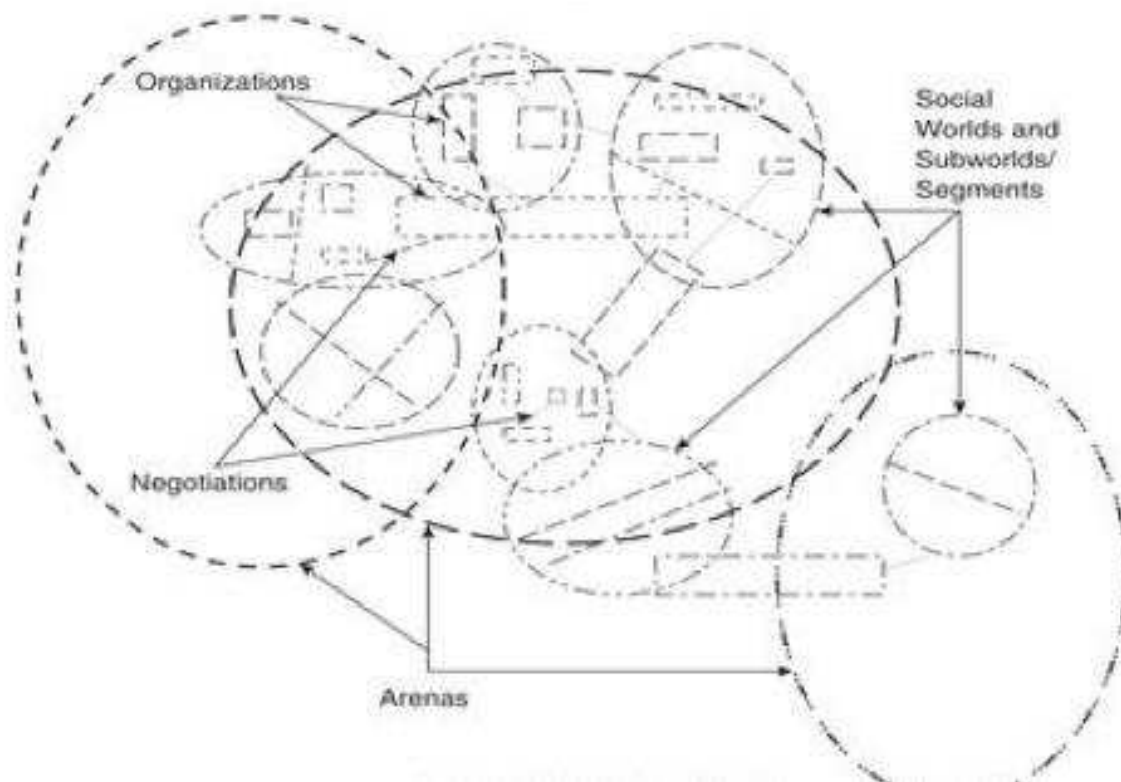 Organizations
Social
Worlds and
Subworlds/
Segments
Negotiations
Arenas